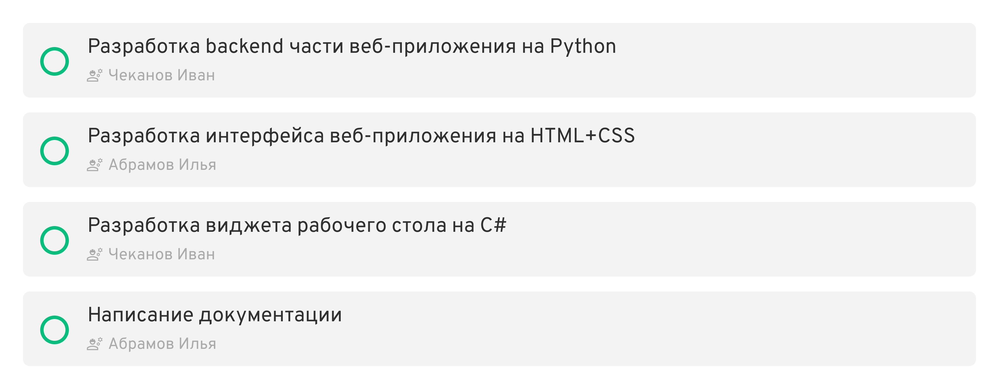 Разработка backend части веб-приложения на Python
Чеканов Иван
Разработка интерфейса веб-приложения на HTML+CSS
Абрамов Илья
Разработка виджета рабочего стола на C#
Чеканов Иван
Написание документации
Абрамов Илья